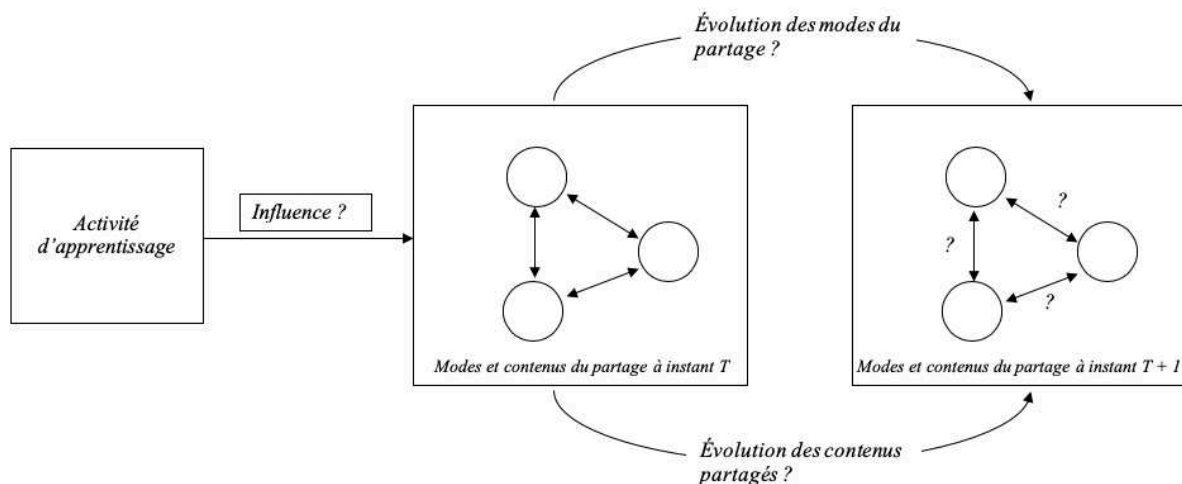 Évolution des modes du
partage ?
Activité
d'apprentissage
Influence ?
?
?
?
Modes et contenus du partage à instant T
Modes et contenus du partage à instant T + 1
Évolution des contenus
partagés ?